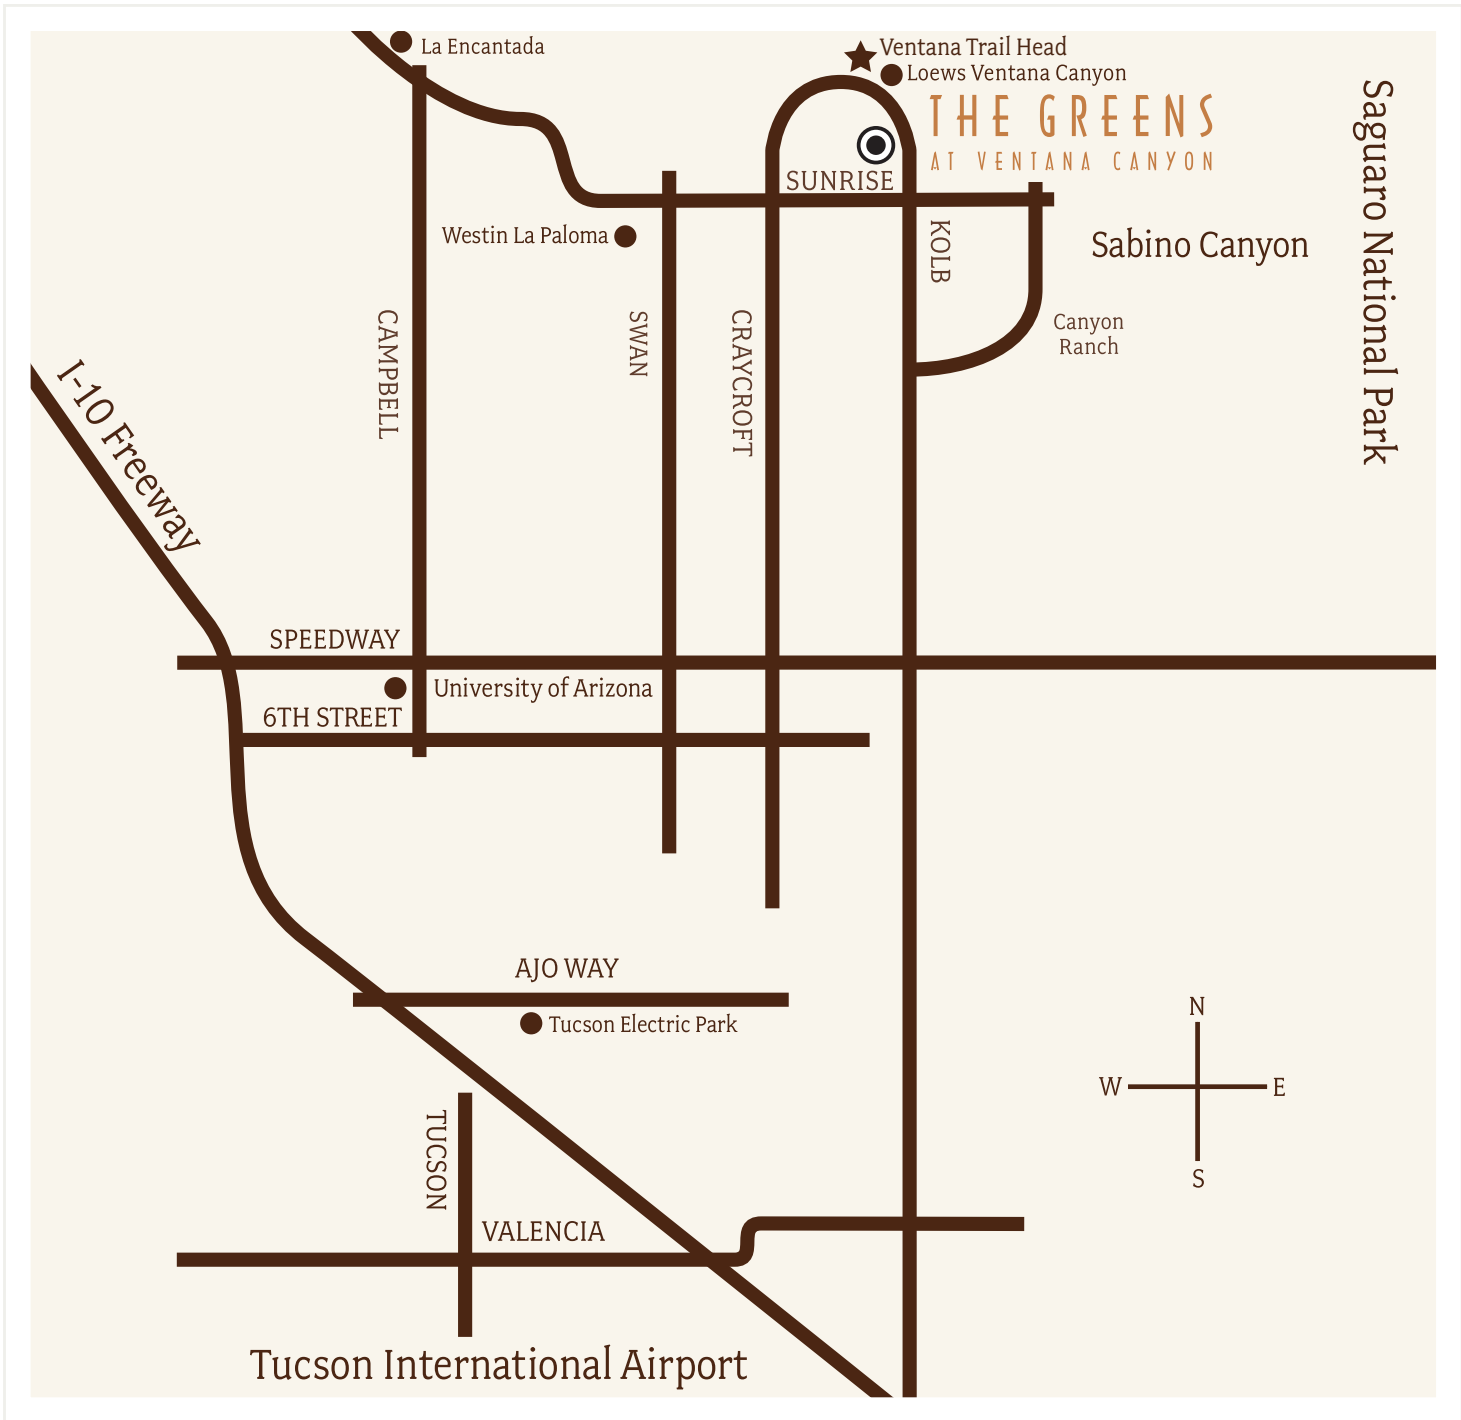 La Encantada
Ventana Trail Head
Loews Ventana Canyon
THE GREENS
AT VENTANA CANYON
SUNRISE
Westin La Paloma
KOLB
Sabino Canyon
Saguaro National Park
CAMPBELL
SWAN
CRAYCROFT
Canyon
Ranch
I-10 Freeway
SPEEDWAY
University of Arizona
6TH STREET
AJO WAY
Tucson Electric Park
N
W
E
S
TUCSON
VALENCIA
Tucson International Airport